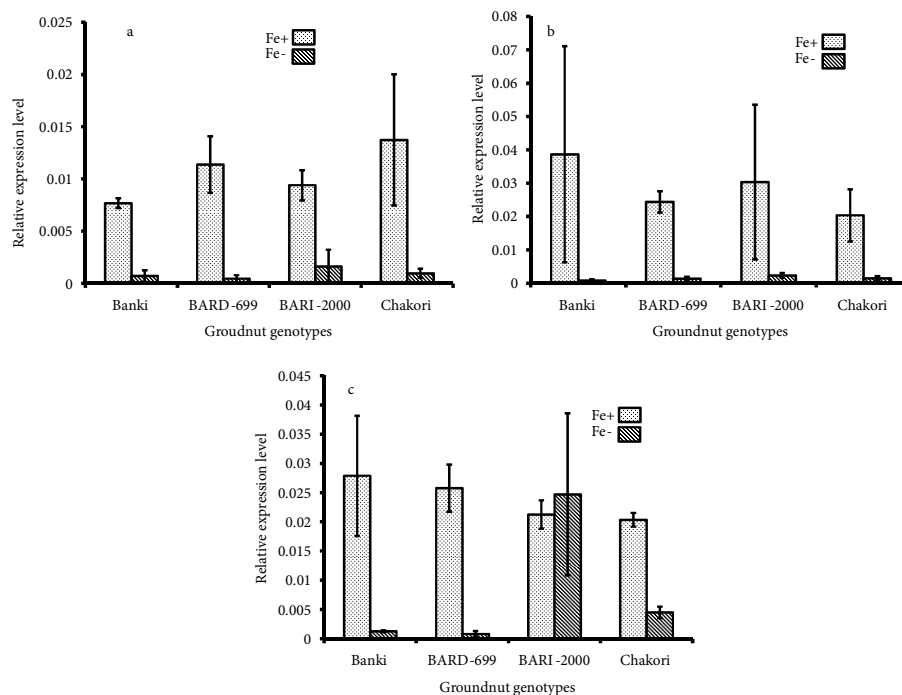 a
0.025
0.02
0.015
0.01
0.005
0
Relative expression level
Fe+
Fe-
Banki BARD-699 BARI-2000 Chakori
Groudnut genotypes
b
0.08
0.07
0.06
0.05
0.04
0.03
0.02
0.01
0
Relative expression level
Fe+
Fe-
Banki BARD-699 BARI-2000 Chakori
Groundnut genotypes
c
0.045
0.04
0.035
0.03
0.025
0.02
0.015
0.01
0.005
0
Relative expression level
Fe+
Fe-
Banki BARD-699 BARI-2000 Chakori
Groundnut genotypes